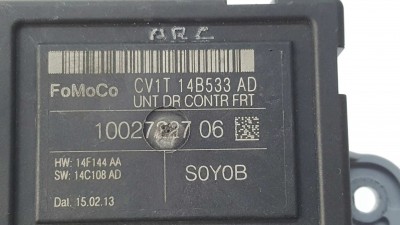 ARC
FoMoCo CV1T 14B533 AD
UNT DR CONTR FRT
06
HW: 14F144 AA
SW: 14C108 AD
S0Y0B
Dat. 15.02.13